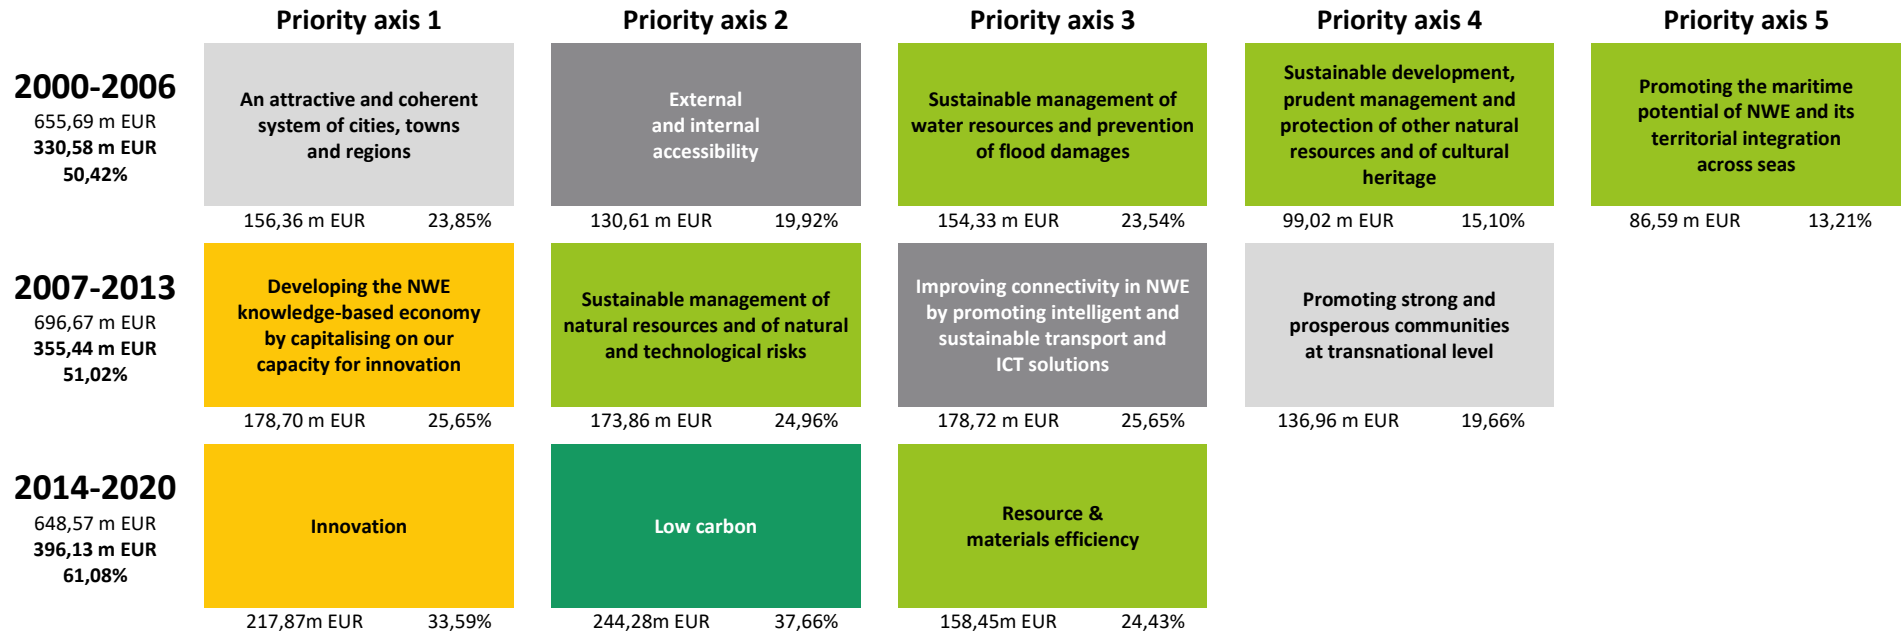 Priority axis 1
Priority axis 2
Priority axis 3
Priority axis 4
Priority axis 5
2000-2006
655,69 m EUR
330,58 m EUR
50,42%
An attractive and coherent
system of cities, towns
and regions
156,36 m EUR 23,85%
External
and internal
accessibility
130,61 m EUR 19,92%
Sustainable management of
water resources and prevention
of flood damages
154,33 m EUR 23,54%
Sustainable development,
prudent management and
protection of other natural
resources and of cultural
heritage
99,02 m EUR 15,10%
Promoting the maritime
potential of NWE and its
territorial integration
across seas
86,59 m EUR 13,21%
2007-2013
696,67 m EUR
355,44 m EUR
51,02%
Developing the NWE
knowledge-based economy
by capitalising on our
capacity for innovation
178,70 m EUR 25,65%
Sustainable management of
natural resources and of natural
and technological risks
173,86 m EUR 24,96%
Improving connectivity in NWE
by promoting intelligent and
sustainable transport and
ICT solutions
178,72 m EUR 25,65%
Promoting strong and
prosperous communities
at transnational level
136,96 m EUR 19,66%
2014-2020
648,57 m EUR
396,13 m EUR
61,08%
Innovation
217,87m EUR 33,59%
Low carbon
244,28m EUR 37,66%
Resource &
materials efficiency
158,45m EUR 24,43%